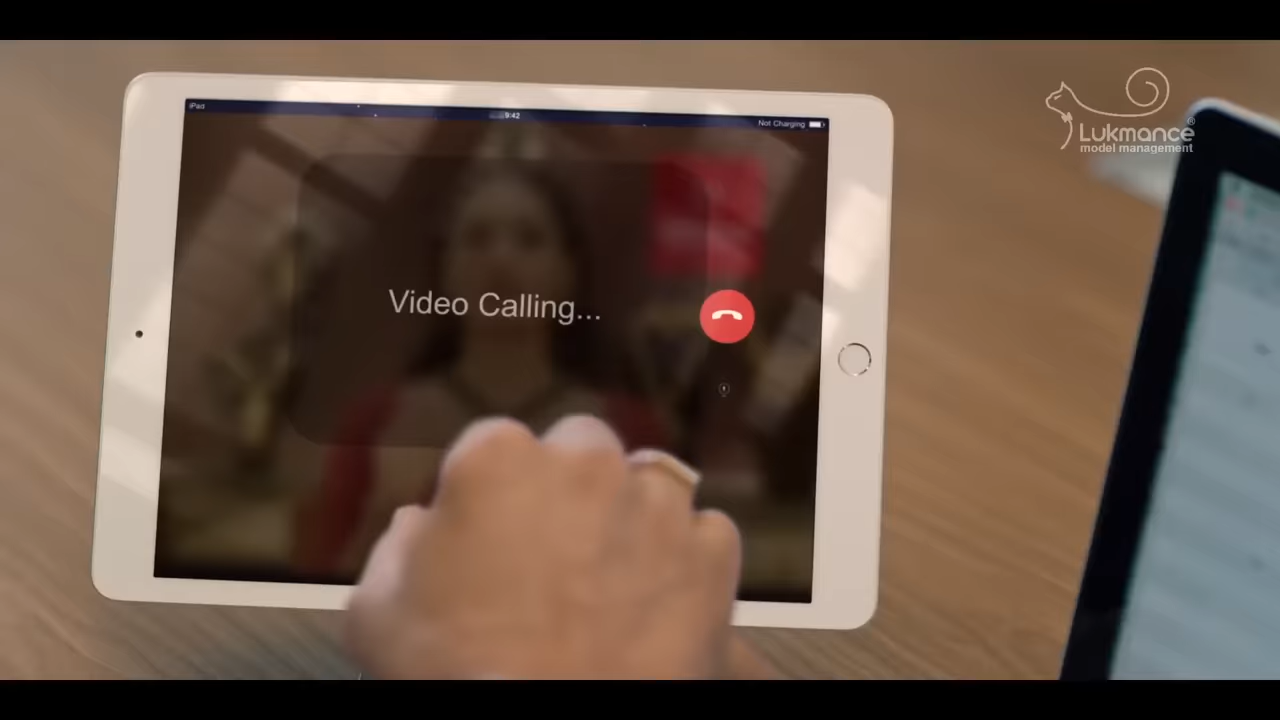 iPad
9:42
Not Charging
Lukmance®
model management
Video Calling...